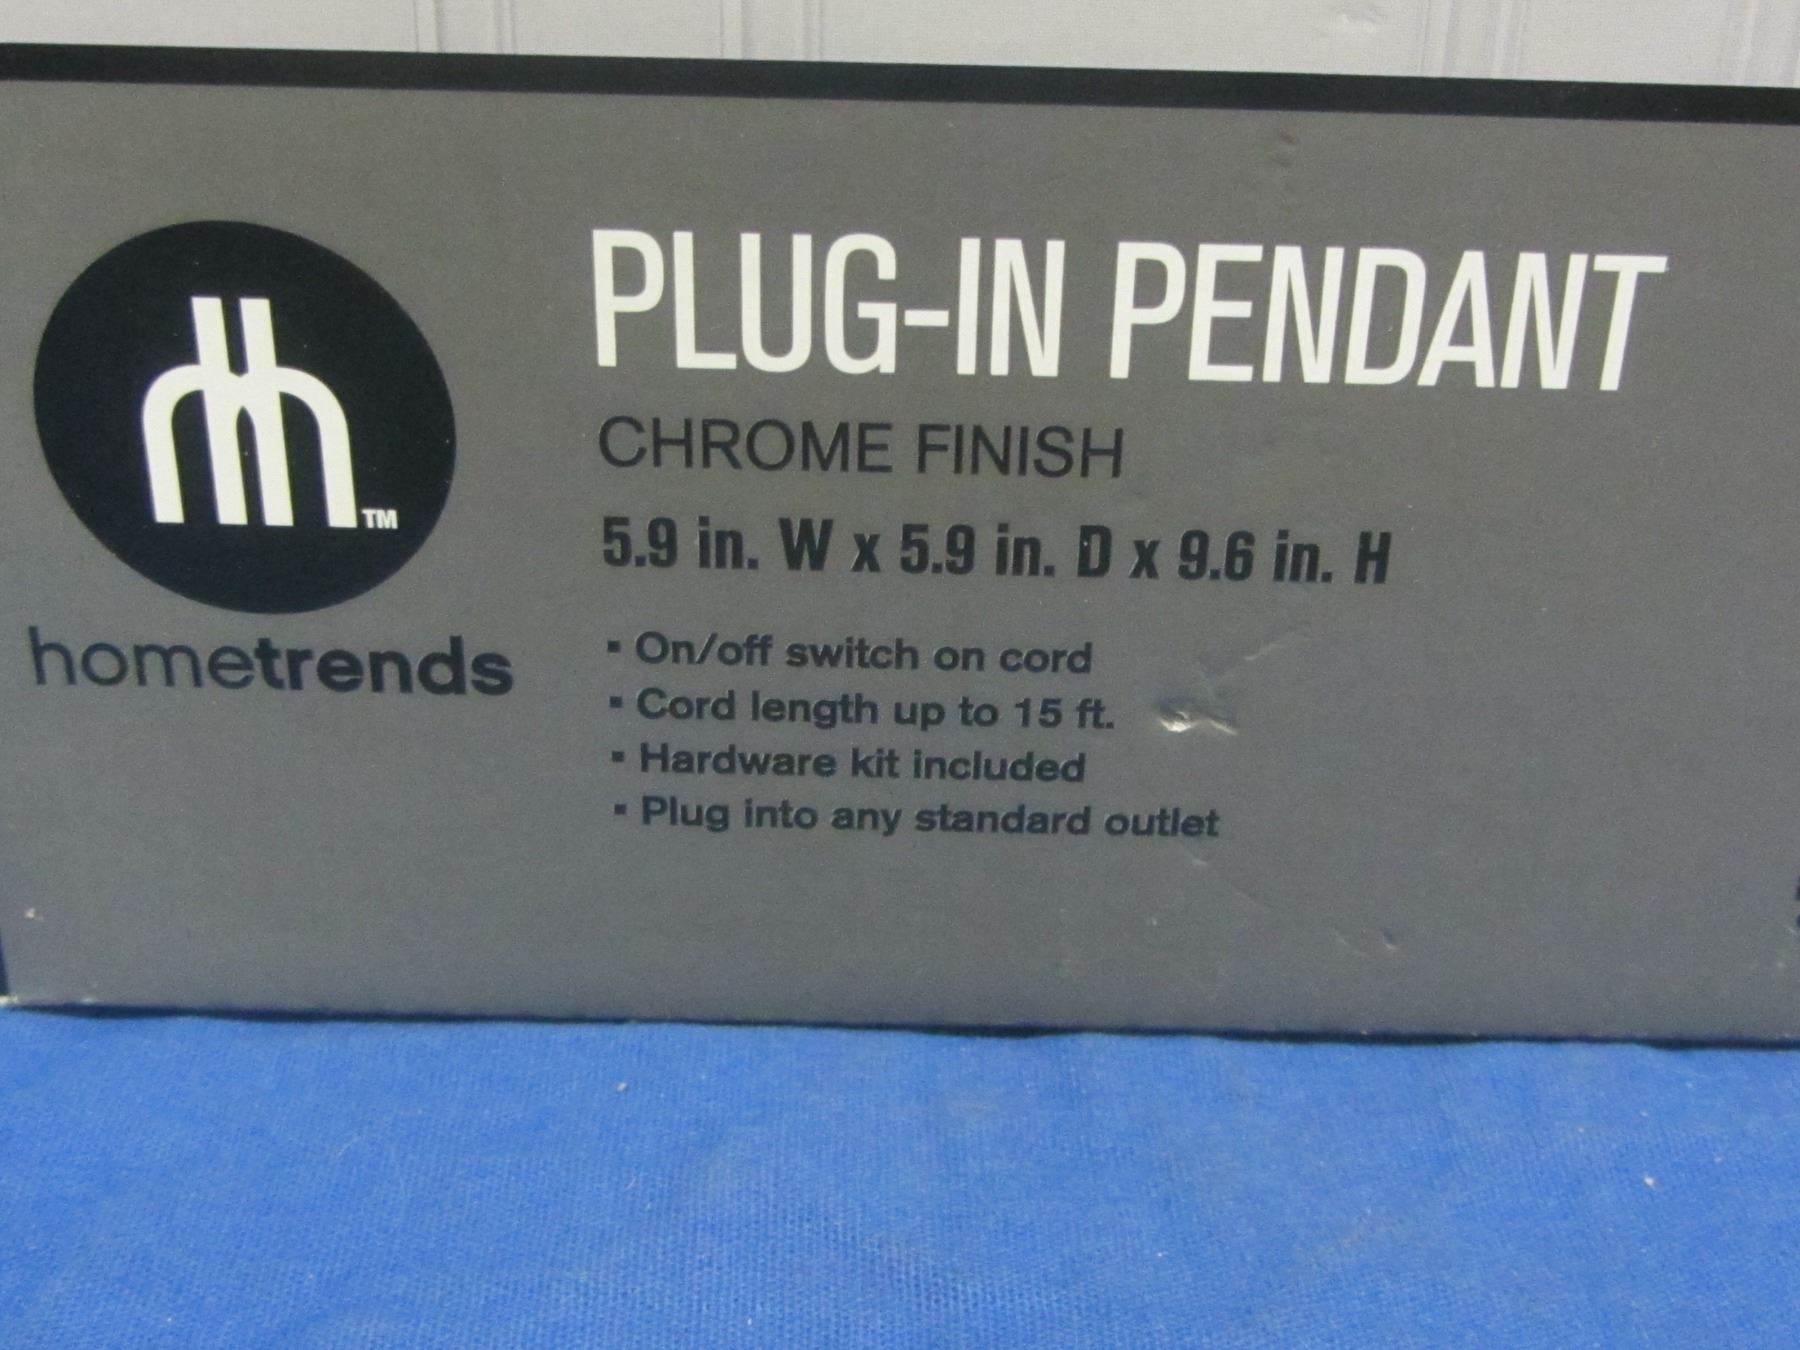 PLUG-IN PENDANT
CHROME FINISH
5.9 in. W x 5.9 in. D x 9.6 in. H
▪ On/off switch on cord
▪ Cord length up to 15 ft.
▪ Hardware kit included
▪ Plug into any standard outlet
TM
hometrends